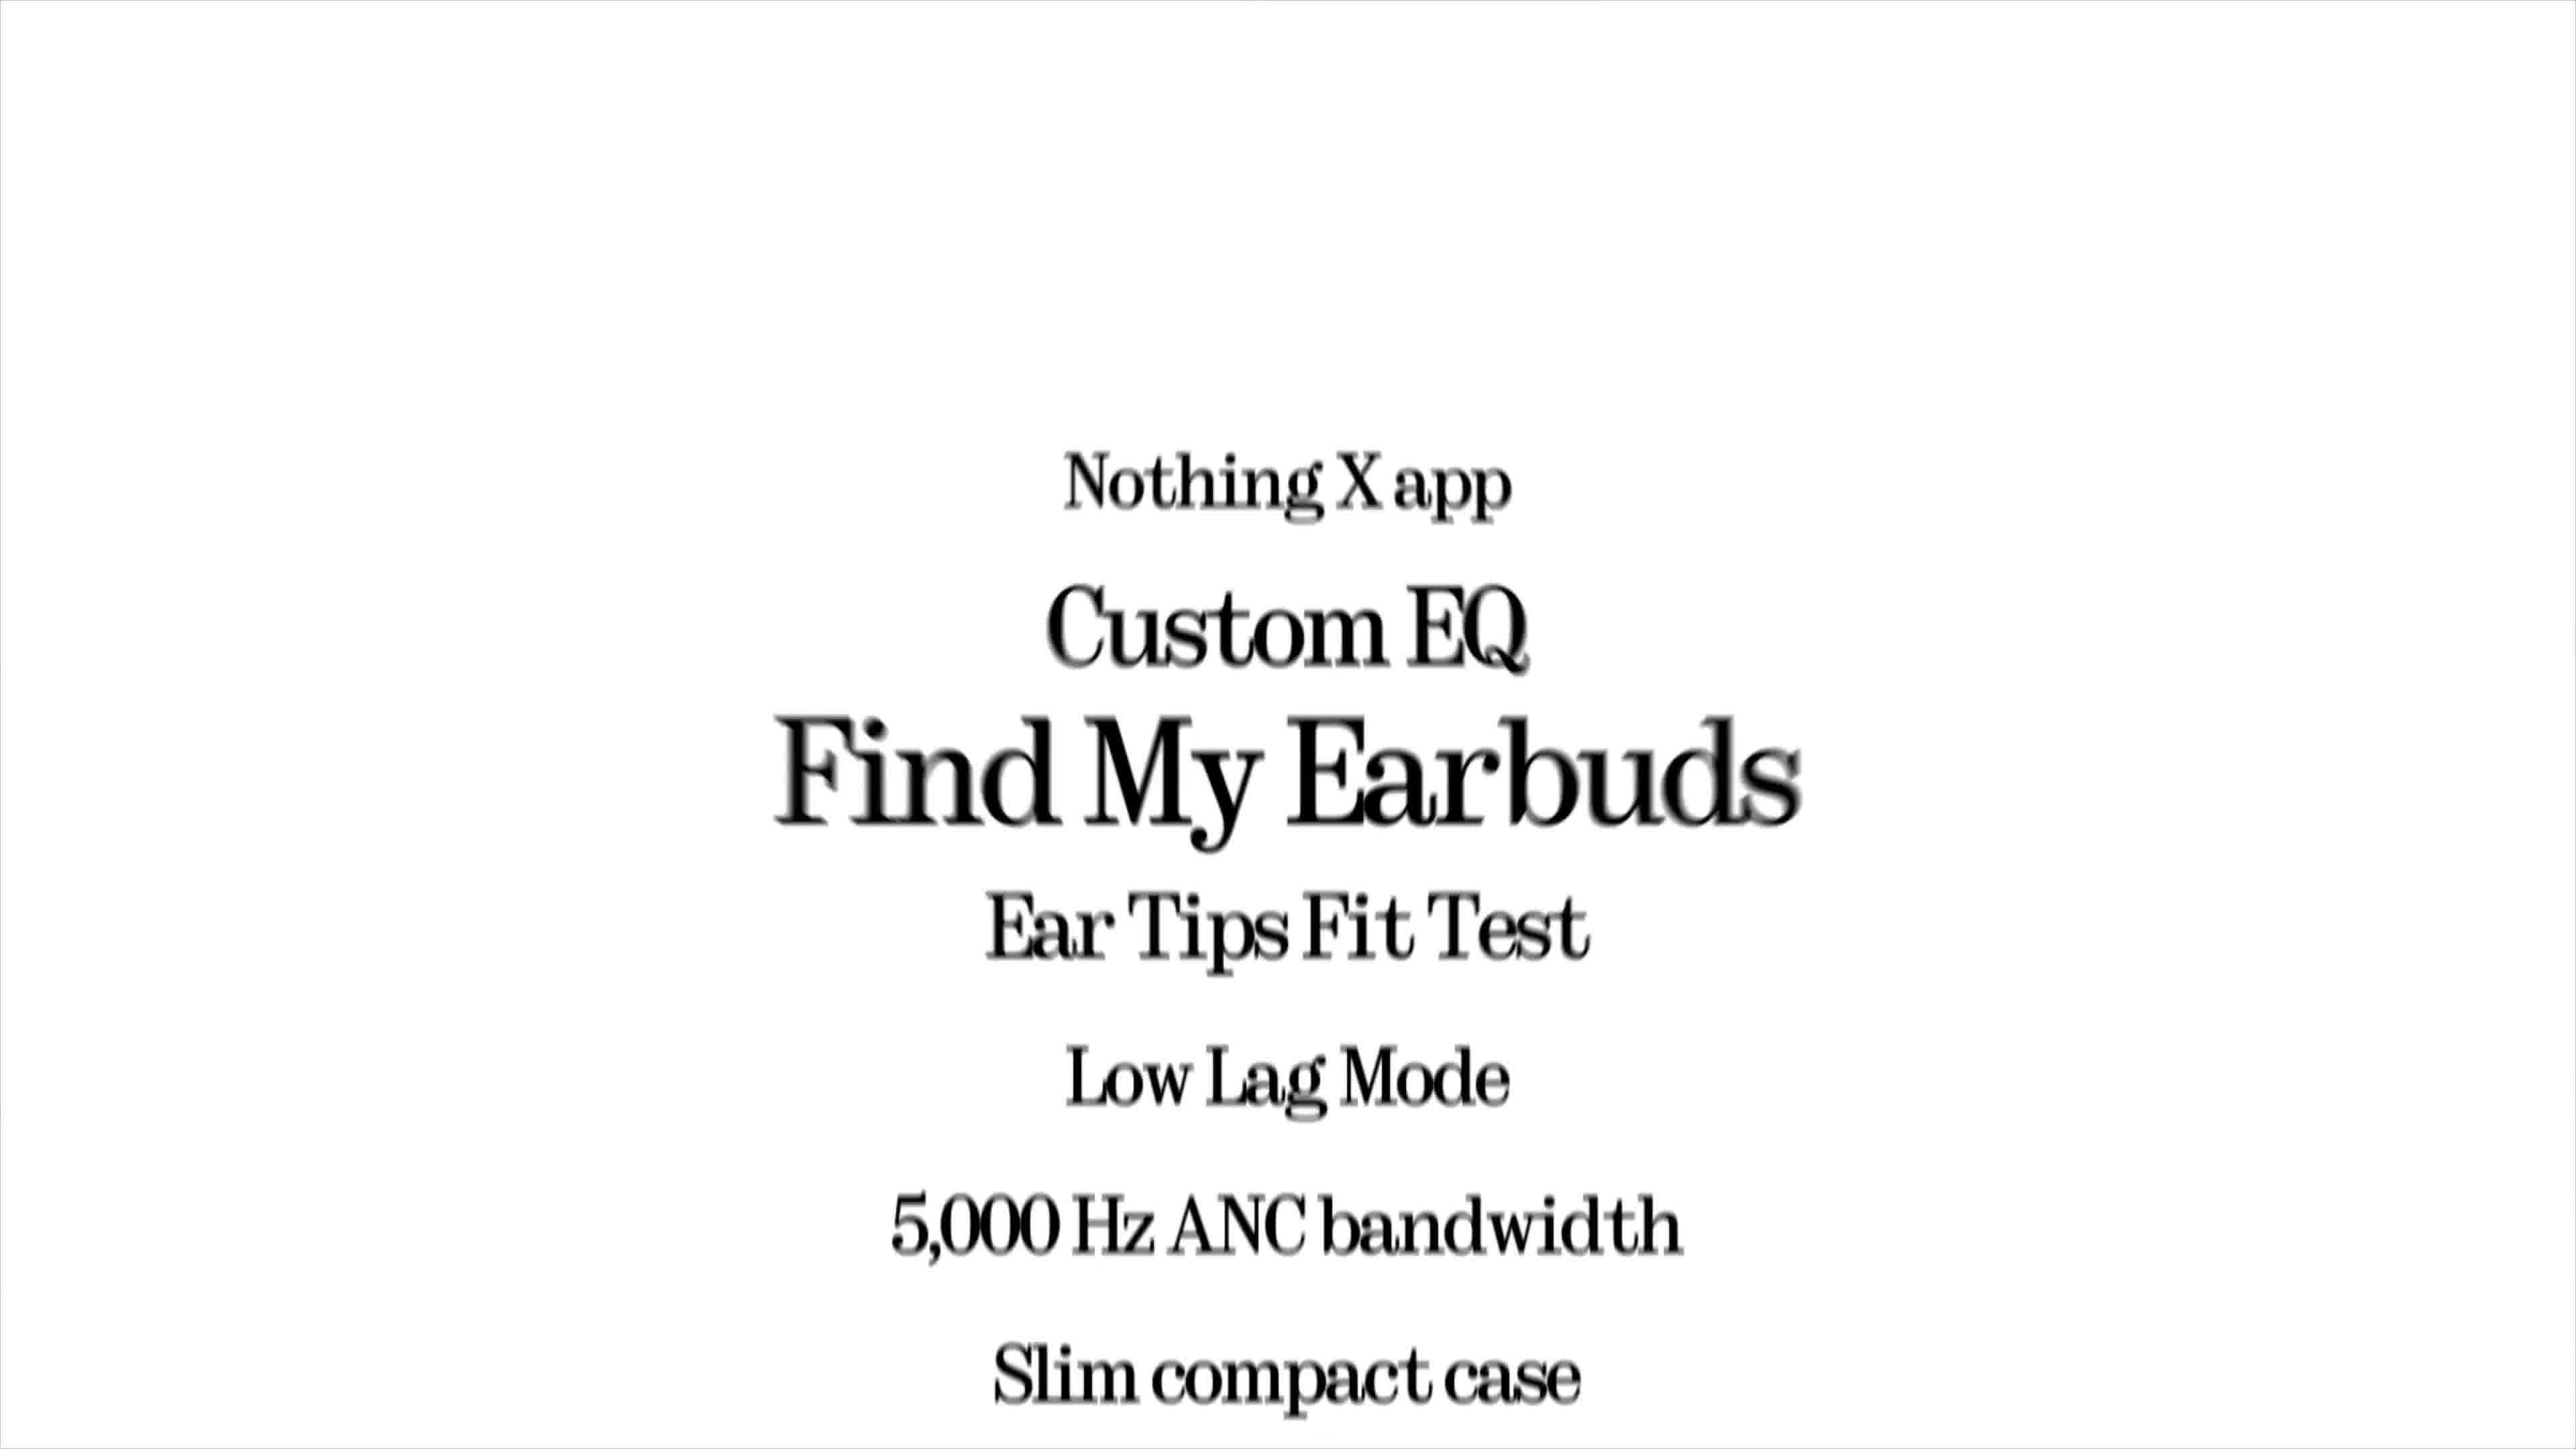 Nothing X app
Custom EQ
Find My Earbuds
Ear Tips Fit Test
Low Lag Mode
5,000 Hz ANC bandwidth
Slim compact case